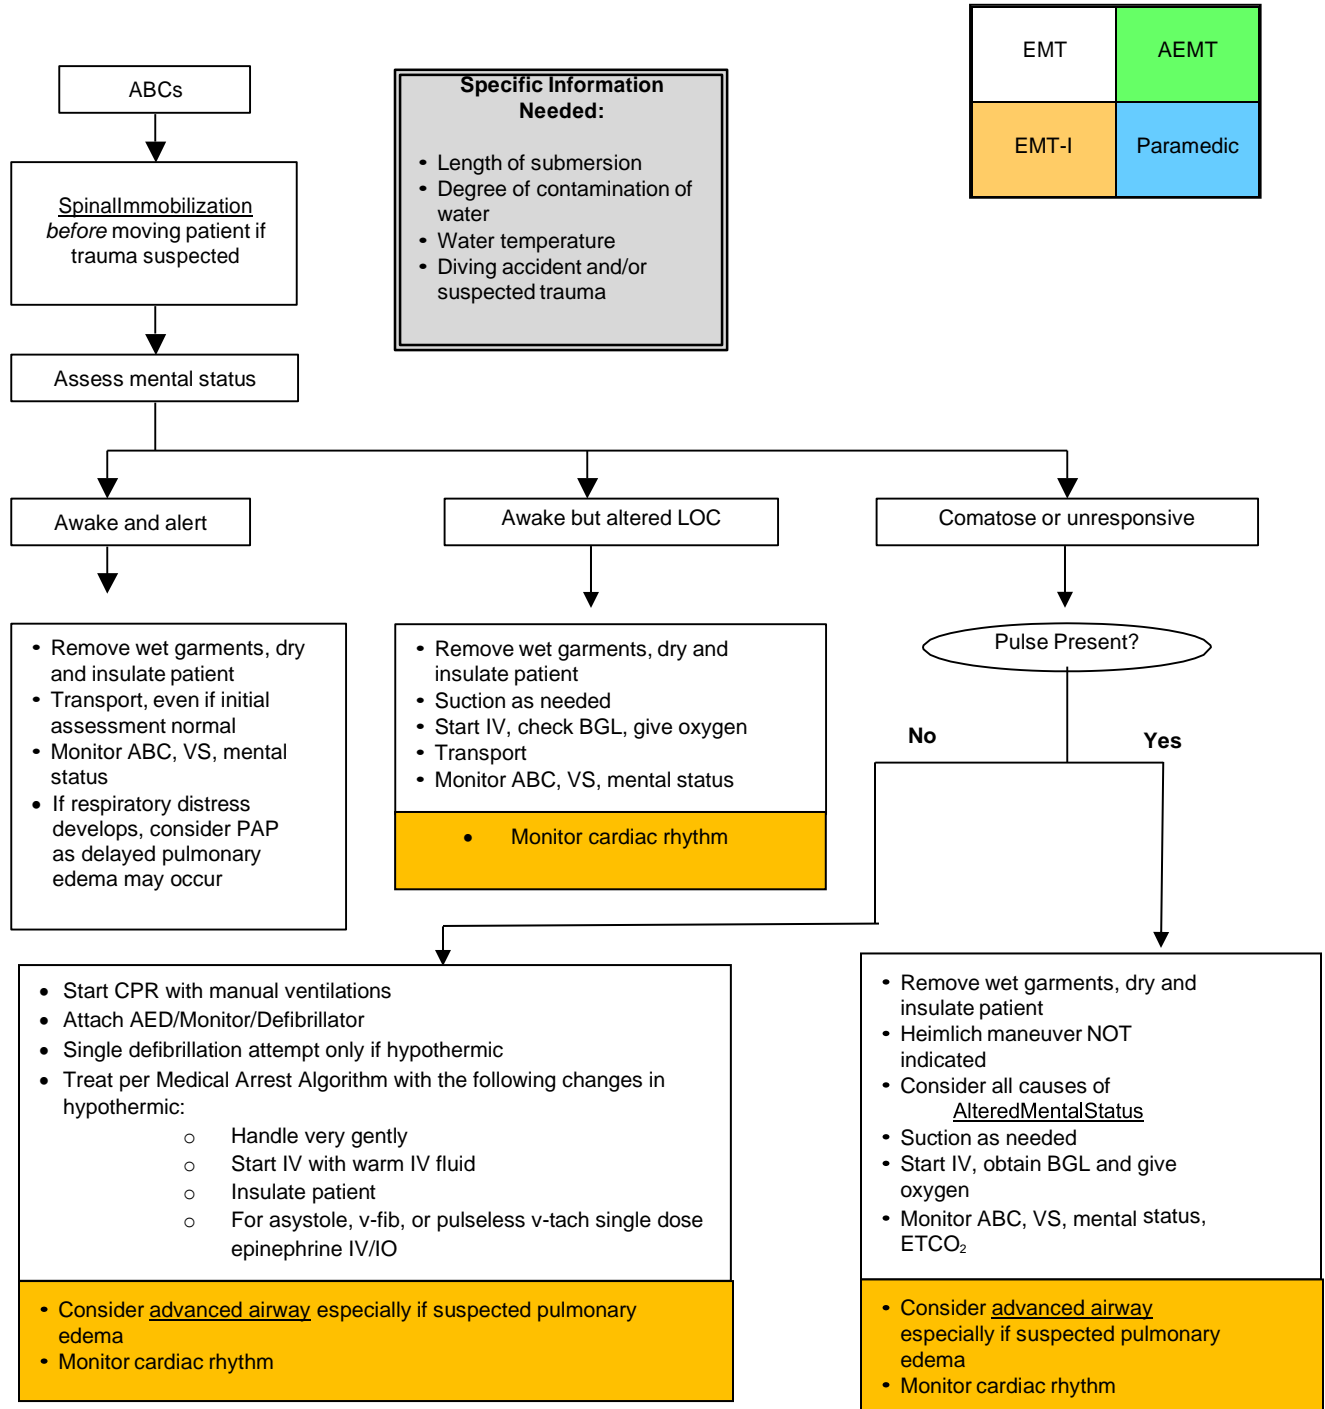 EMT
AEMT
EMT-I
Paramedic
ABCs
Specific Information
Needed:
• Length of submersion
• Degree of contamination of
water
• Water temperature
• Diving accident and/or
suspected trauma
SpinalImmobilization
before moving patient if
trauma suspected
Assess mental status
Awake and alert
Awake but altered LOC
Comatose or unresponsive
• Remove wet garments, dry
and insulate patient
• Transport, even if initial
assessment normal
• Monitor ABC, VS, mental
status
• If respiratory distress
develops, consider PAP
as delayed pulmonary
edema may occur
• Remove wet garments, dry and
insulate patient
• Suction as needed
• Start IV, check BGL, give oxygen
• Transport
• Monitor ABC, VS, mental status
• Monitor cardiac rhythm
Pulse Present?
No
Yes
• Start CPR with manual ventilations
• Attach AED/Monitor/Defibrillator
• Single defibrillation attempt only if hypothermic
• Treat per Medical Arrest Algorithm with the following changes in
hypothermic:
o Handle very gently
o Start IV with warm IV fluid
o Insulate patient
o For asystole, v-fib, or pulseless v-tach single dose
epinephrine IV/IO
• Consider advanced airway especially if suspected pulmonary
edema
• Monitor cardiac rhythm
• Remove wet garments, dry and
insulate patient
• Heimlich maneuver NOT
indicated
• Consider all causes of
AlteredMentalStatus
• Suction as needed
• Start IV, obtain BGL and give
oxygen
• Monitor ABC, VS, mental status,
ETCO₂
• Consider advanced airway
especially if suspected pulmonary
edema
• Monitor cardiac rhythm